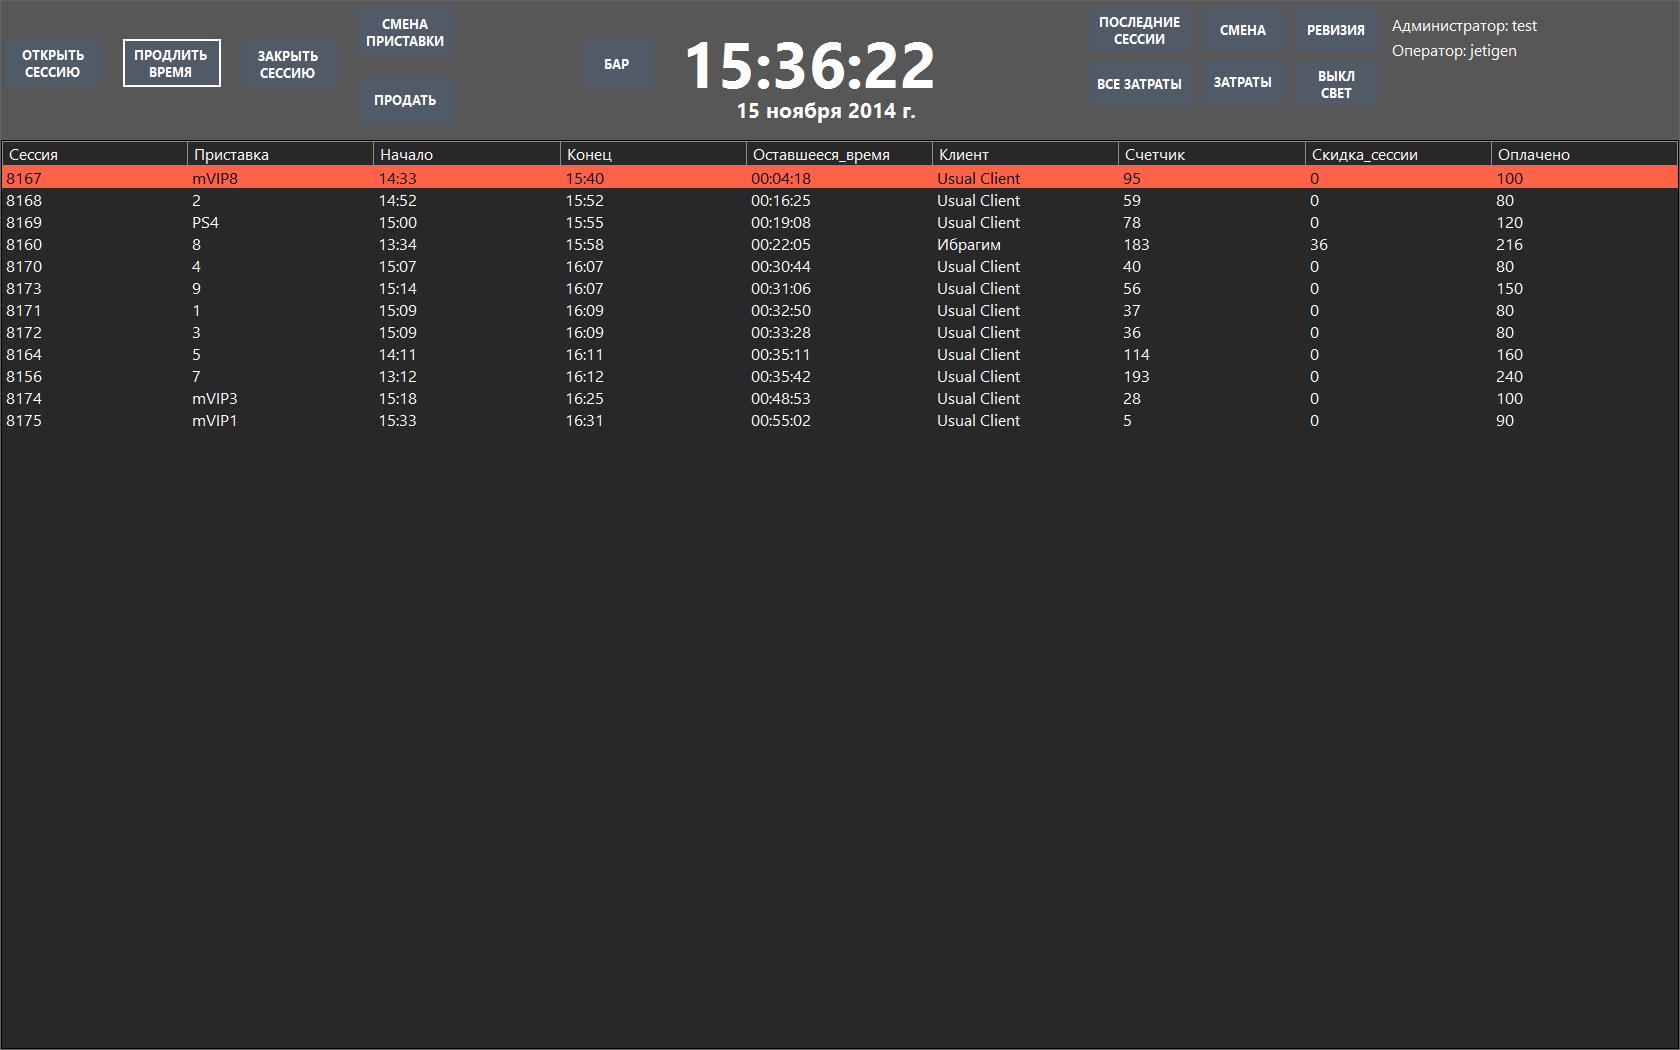 ОТКРЫТЬ
СЕССИЮ
ПРОДЛИТЬ
ВРЕМЯ
ЗАКРЫТЬ
СЕССИЮ
СМЕНА
ПРИСТАВКИ
ПРОДАТЬ
БАР
15:36:22
15 ноября 2014 г.
ПОСЛЕДНИЕ
СЕССИИ
СМЕНА
РЕВИЗИЯ
ВСЕ ЗАТРАТЫ
ЗАТРАТЫ
ВЫКЛ
СВЕТ
Администратор: test
Оператор: jetigen
Сессия Приставка Начало Конец Оставшееся_время Клиент Счетчик Скидка_сессии Оплачено
8167 mVIP8 14:33 15:40 00:04:18 Usual Client 95 0 100
8168 2 14:52 15:52 00:16:25 Usual Client 59 0 80
8169 PS4 15:00 15:55 00:19:08 Usual Client 78 0 120
8160 8 13:34 15:58 00:22:05 Ибрагим 183 36 216
8170 4 15:07 16:07 00:30:44 Usual Client 40 0 80
8173 9 15:14 16:07 00:31:06 Usual Client 56 0 150
8171 1 15:09 16:09 00:32:50 Usual Client 37 0 80
8172 3 15:09 16:09 00:33:28 Usual Client 36 0 80
8164 5 14:11 16:11 00:35:11 Usual Client 114 0 160
8156 7 13:12 16:12 00:35:42 Usual Client 193 0 240
8174 mVIP3 15:18 16:25 00:48:53 Usual Client 28 0 100
8175 mVIP1 15:33 16:31 00:55:02 Usual Client 5 0 90